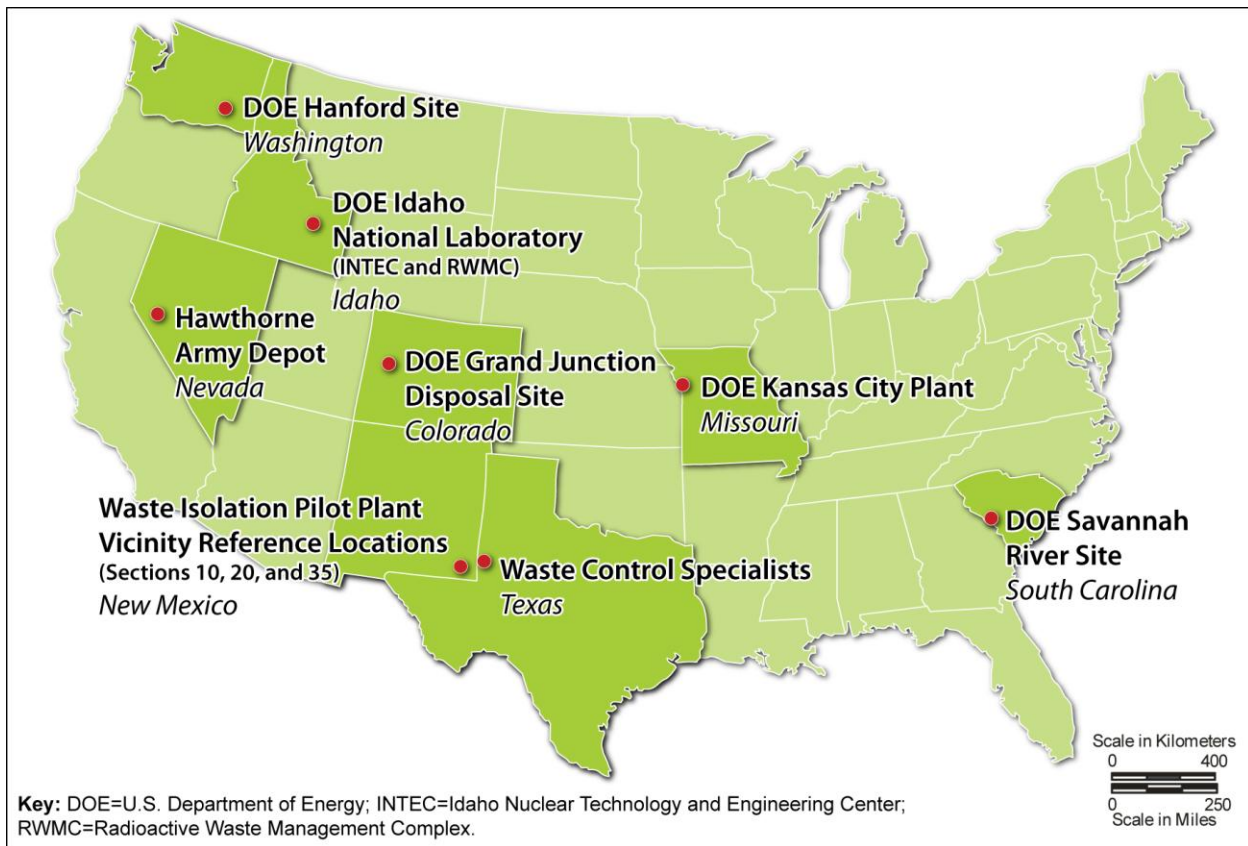 DOE Hanford Site
Washington
DOE Idaho
National Laboratory
(INTEC and RWMC)
Idaho
Hawthorne
Army Depot
Nevada
DOE Grand Junction
Disposal Site
Colorado
DOE Kansas City Plant
Missouri
Waste Isolation Pilot Plant
Vicinity Reference Locations
(Sections 10, 20, and 35)
New Mexico
Waste Control Specialists
Texas
DOE Savannah
River Site
South Carolina
Scale in Kilometers
0 400
0 250
Scale in Miles
Key: DOE=U.S. Department of Energy; INTEC=Idaho Nuclear Technology and Engineering Center;
RWMC=Radioactive Waste Management Complex.